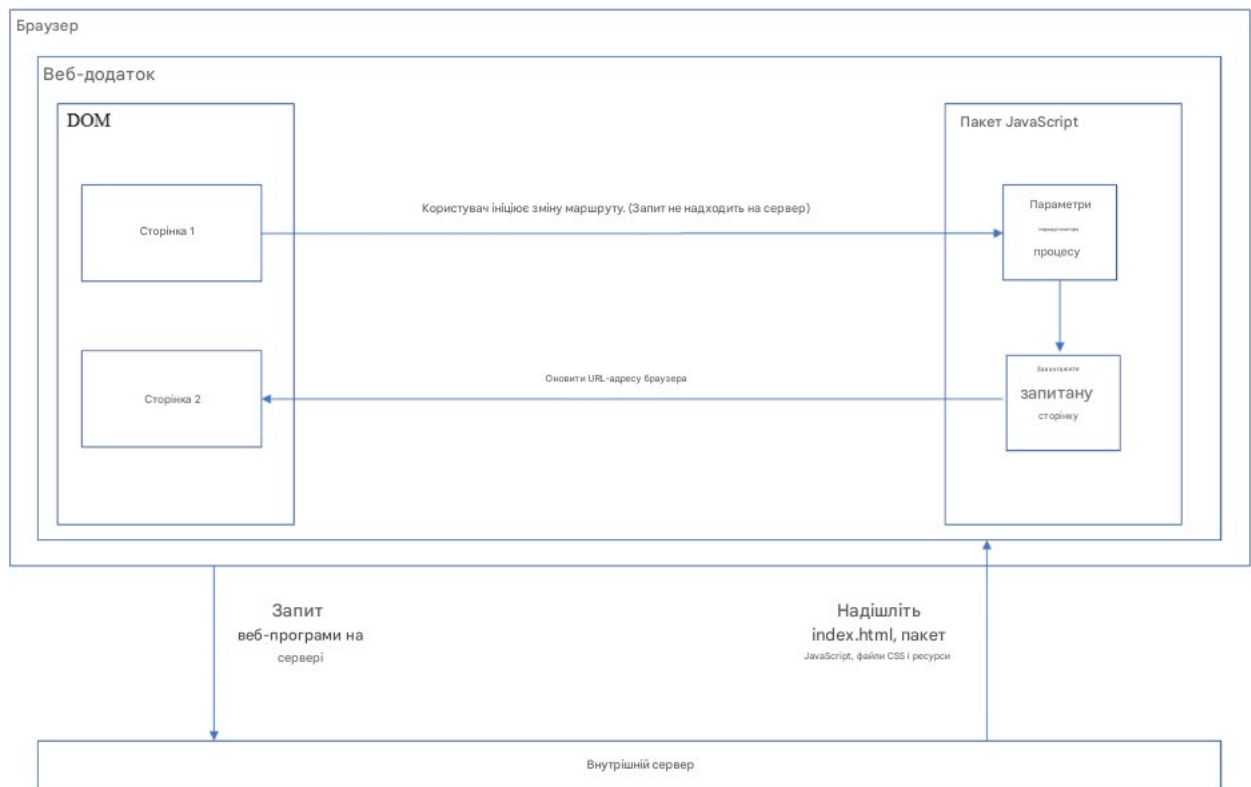 Браузер
Веб-додаток
DOM
Пакет JavaScript
Користувач ініціює зміну маршруту. (Запит не надходить на сервер)
Сторінка 1
Параметри
маршрутизатора
процесу
Оновити URL-адресу браузера
Сторінка 2
Завантажити
запитану
сторінку
Запит
веб-програми на
сервері
Надішліть
index.html, пакет
JavaScript, файли CSS і ресурси
Внутрішній сервер